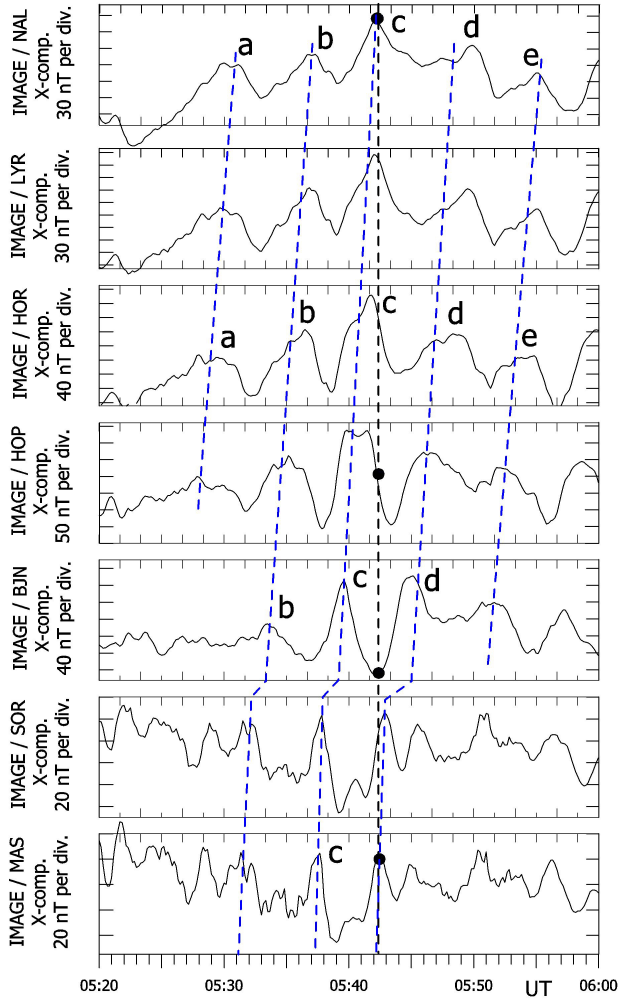 IMAGE / NAL
X-comp.
30 nT per div.
a
b
c
d
e
IMAGE / LYR
X-comp.
30 nT per div.
IMAGE / HOR
X-comp.
40 nT per div.
a
b
c
d
e
IMAGE / HOP
X-comp.
50 nT per div.
IMAGE / BJN
X-comp.
40 nT per div.
b
c
d
IMAGE / SOR
X-comp.
20 nT per div.
IMAGE / MAS
X-comp.
20 nT per div.
c
05:20 05:30 05:40 05:50 UT 06:00